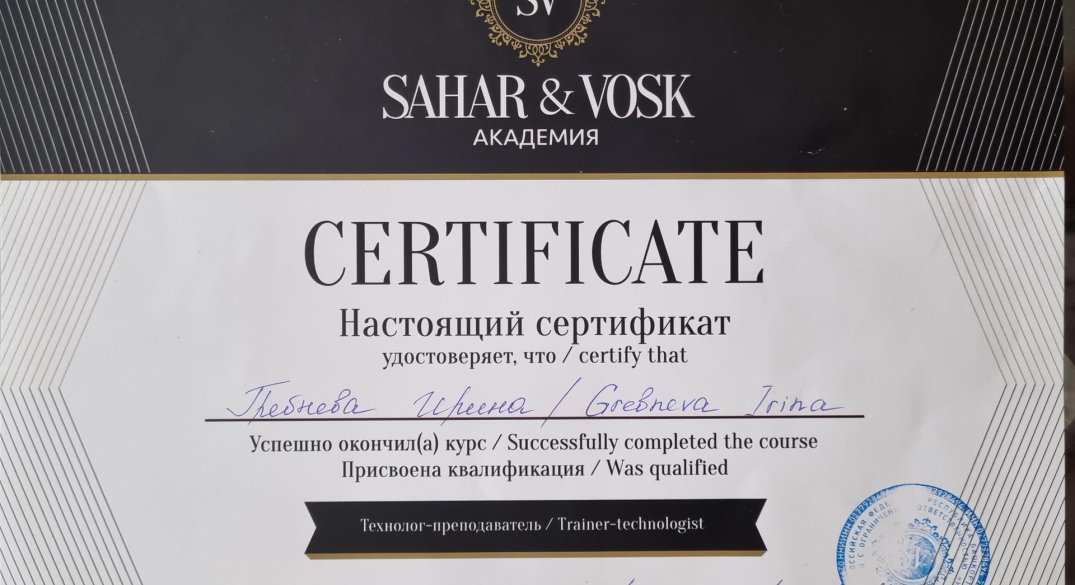 SV
SAHAR & VOSK
АКАДЕМИЯ
CERTIFICATE
Настоящий сертификат
удостоверяет, что / certify that
Гребнева Ирина / Grebneva Irina
Успешно окончил(а) курс / Successfully completed the course
Присвоена квалификация / Was qualified
Технолог-преподаватель / Trainer-technologist